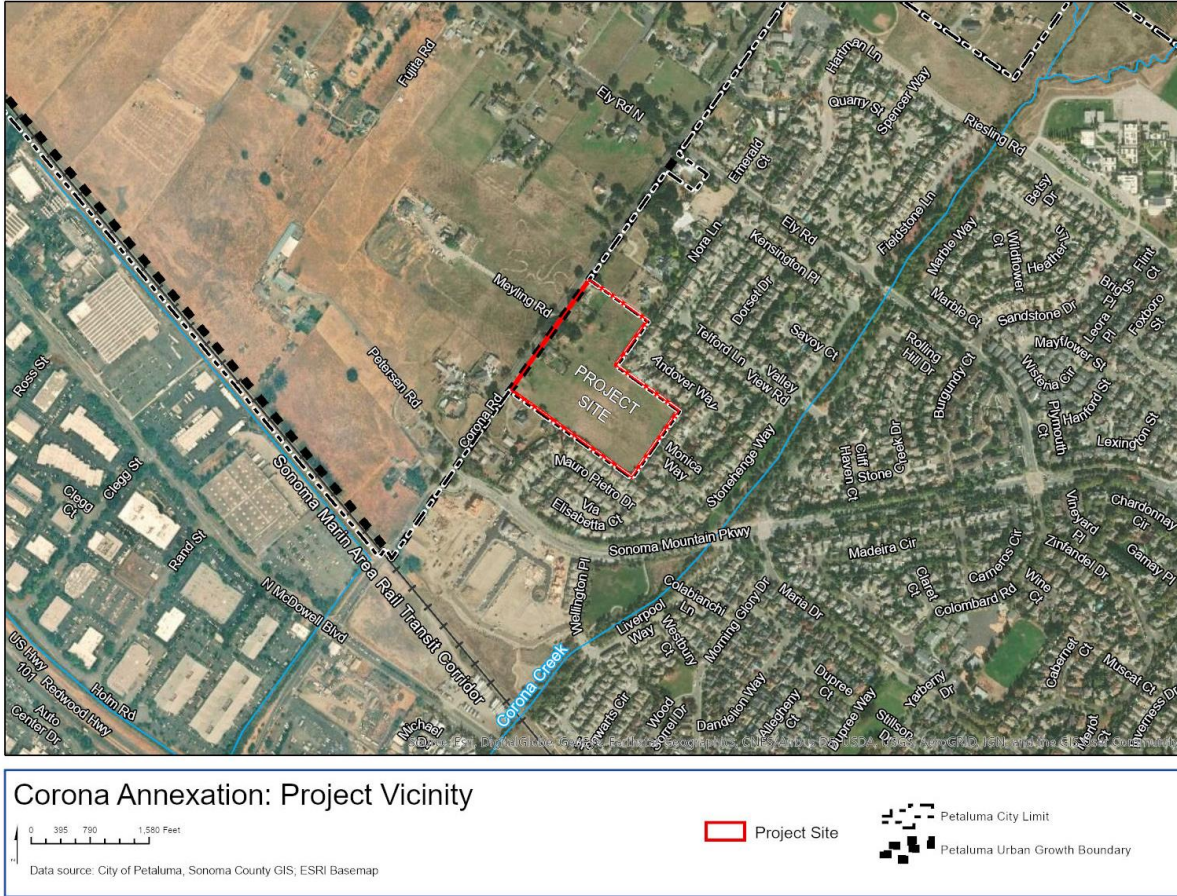 Fujita Rd
Hartman Ln
Ely Rd N
Quarry St
Spencer Way
Riesling Rd
Emerald Ct
Betsy Dr
Fieldstone Ln
Nora Ln
Ely Rd
Kensington Pl
Marble Way
Wildflower Ct
Heather Ln
Briggs Pl
Flint Ct
Meyling Rd
Dorset Dr
Marble Ct
Sandstone Dr
Leora Pl
Foxboro St
Savoy Ct
Telford Ln
Valley View Rd
Rolling Hill Dr
Mayflower St
Wisteria Cir
Ross St
Petersen Rd
Andover Way
PROJECT SITE
Burgundy Ct
Hanford St
Plymouth Ct
Corona Rd
Lexington St
Monica Way
Stone Creek Dr
Cliff Haven Ct
Clegg St
Clegg Ct
Mauro Pietro Dr
Stonehenge Way
Via Elisabetta Ct
Vineyard Pl
Chardonnay Cir
Rand St
Sonoma Marin Area Rail Transit Corridor
Sonoma Mountain Pkwy
Madeira Cir
Zinfandel Dr
Gamay Pl
Carneros Cir
Claret Ct
Wine Ct
N McDowell Blvd
Wellington Pl
Colabianchi Ln
Maria Dr
Colombard Rd
Liverpool Way
Westbury Ct
Morning Glory Dr
US Hwy 101
Redwood Hwy
Holm Rd
Corona Creek
Cabernet Ct
Muscat Ct
Dupree Ct
Yarberry Dr
Auto Center Dr
Michael
Wood Sorrel Dr
Dandelion Way
Allegheny Ct
Dupree Way
Merlot Ct
Inverness Dr
Corona Annexation: Project Vicinity
0 395 790 1,580 Feet
Data source: City of Petaluma, Sonoma County GIS; ESRI Basemap
Project Site
Petaluma City Limit
Petaluma Urban Growth Boundary